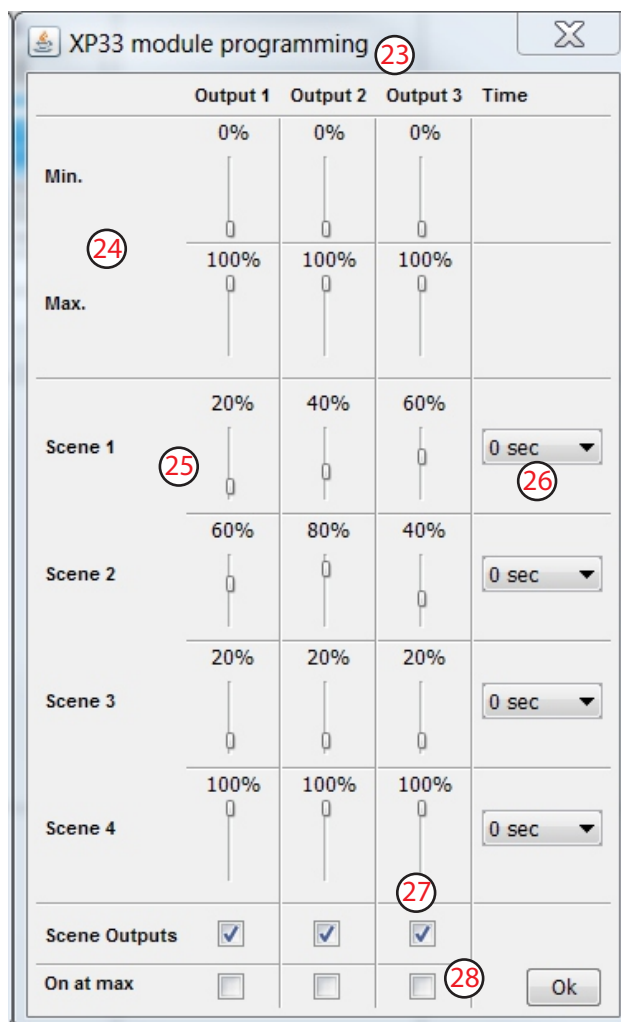 XP33 module programming 23
Output 1 Output 2 Output 3 Time
0% 0% 0%
Min.
24
100% 100% 100%
Max.
20% 40% 60%
Scene 1 0 sec
25 26
60% 80% 40%
Scene 2 0 sec
20% 20% 20%
Scene 3 0 sec
100% 100% 100%
Scene 4 0 sec
27
Scene Outputs
On at max 28 Ok